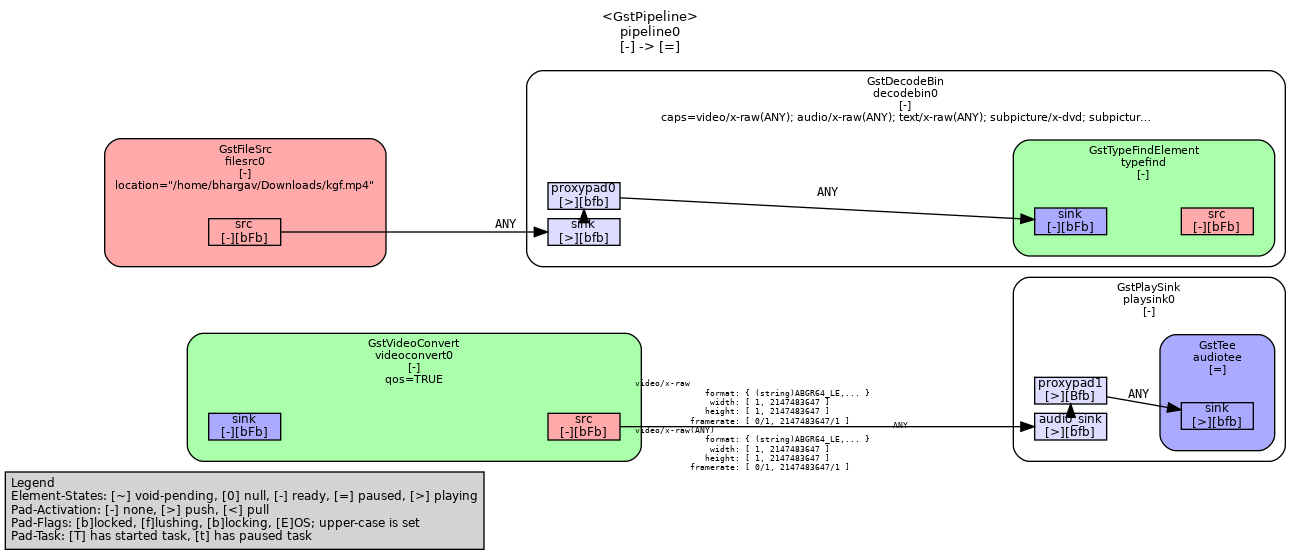 <GstPipeline>
pipeline0
[-] -> [=]
GstDecodeBin
decodebin0
[-]
caps=video/x-raw(ANY); audio/x-raw(ANY); text/x-raw(ANY); subpicture/x-dvd; subpictur...
GstFileSrc
filesrc0
[-]
location="/home/bhargav/Downloads/kgf.mp4"
src
[-][bFb]
ANY
proxypad0
[>][bfb]
sink
[>][bfb]
ANY
GstTypeFindElement
typefind
[-]
sink
[-][bFb]
src
[-][bFb]
GstPlaySink
playsink0
[-]
GstVideoConvert
videoconvert0
[-]
qos=TRUE
sink
[-][bFb]
src
[-][bFb]
video/x-raw
format: { (string)ABGR64_LE,... }
width: [ 1, 2147483647 ]
height: [ 1, 2147483647 ]
framerate: [ 0/1, 2147483647/1 ]
video/x-raw(ANY)
format: { (string)ABGR64_LE,... }
width: [ 1, 2147483647 ]
height: [ 1, 2147483647 ]
framerate: [ 0/1, 2147483647/1 ]
ANY
proxypad1
[>][Bfb]
audio_sink
[>][bfb]
ANY
GstTee
audiotee
[=]
sink
[>][bfb]
Legend
Element-States: [~] void-pending, [0] null, [-] ready, [=] paused, [>] playing
Pad-Activation: [-] none, [>] push, [<] pull
Pad-Flags: [b]locked, [f]lushing, [b]locking, [E]OS; upper-case is set
Pad-Task: [T] has started task, [t] has paused task